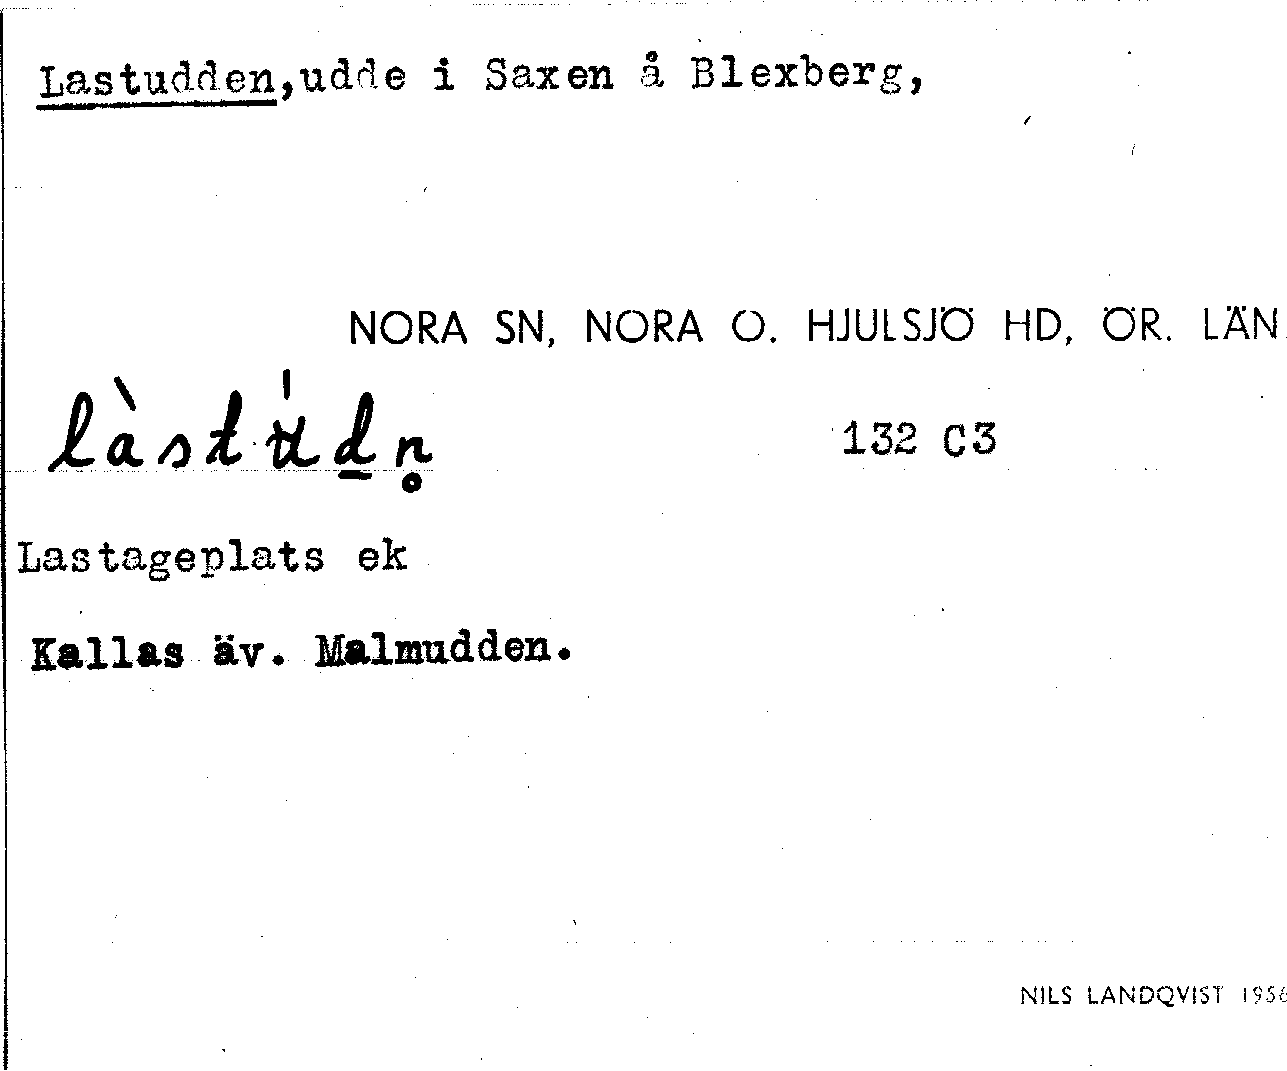 Lastudden,udde i Saxen å Blexberg,
NORA SN, NORA O. HJULSJÖ HD, ÖR. LÄN
132 C3
Lastageplats ek
Kallas äv. Malmudden.
NILS LANDQVIST 1956